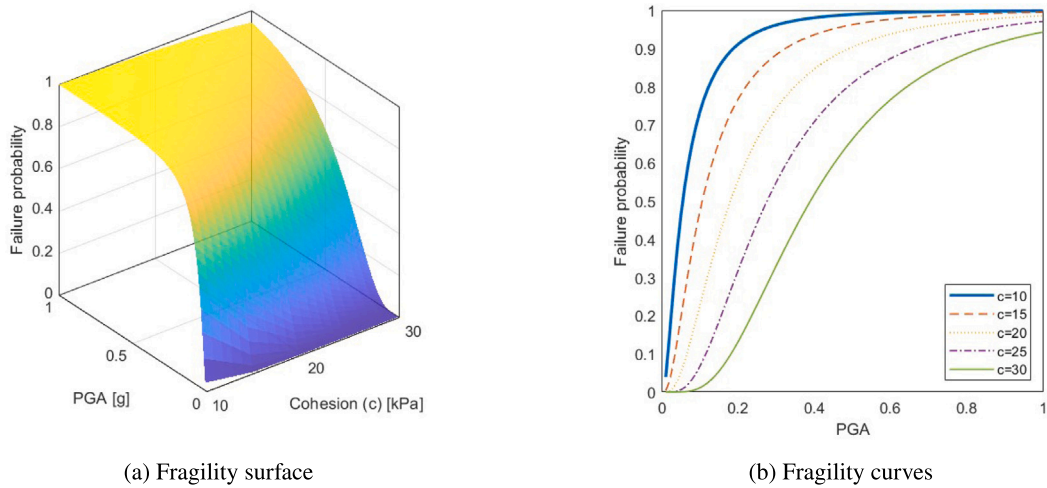 1
0.8
0.6
0.4
0.2
0
Failure probability
1
0.5
0
PGA [g]
10
20
30
Cohesion (c) [kPa]
(a) Fragility surface
1
0.9
0.8
0.7
0.6
0.5
0.4
0.3
0.2
0.1
0
Failure probability
0
0.2
0.4
0.6
0.8
1
PGA
c=10
c=15
c=20
c=25
c=30
(b) Fragility curves